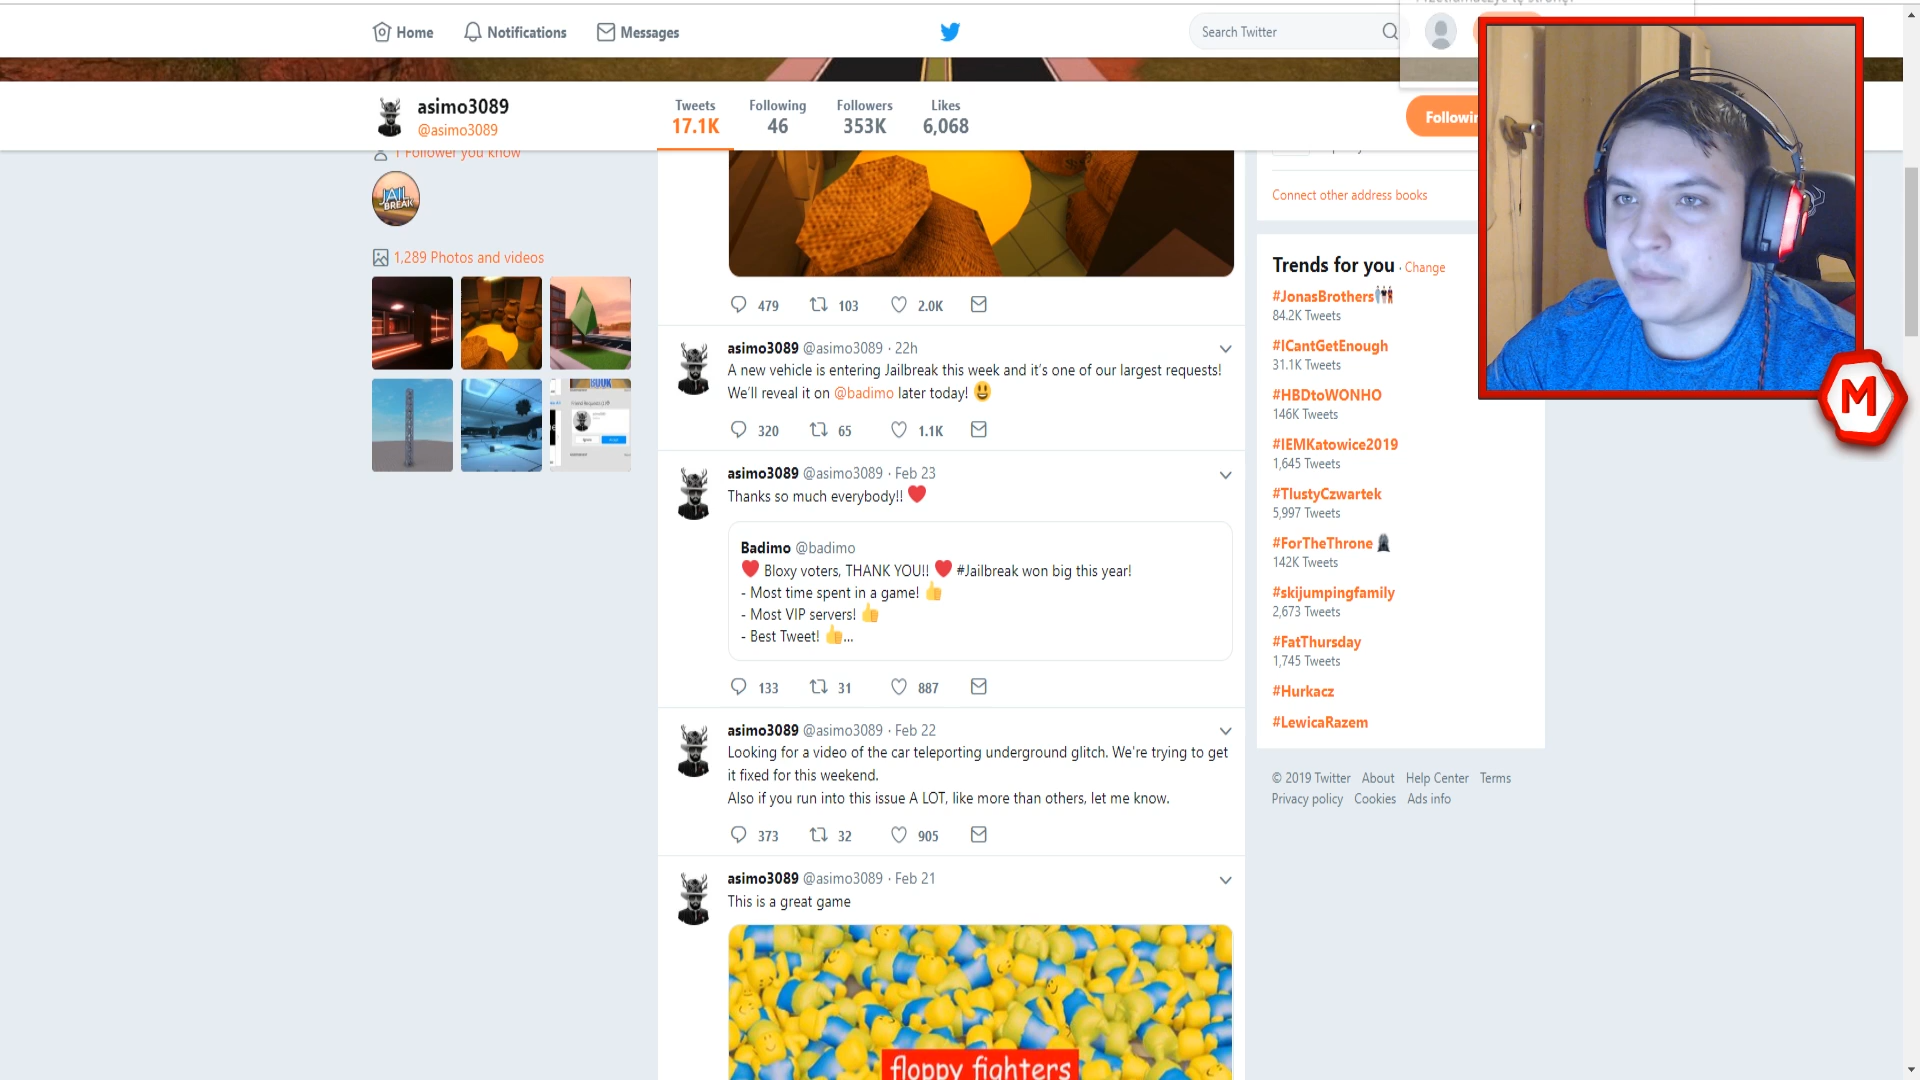 Home
Notifications
Messages
Search Twitter
asimo3089
@asimo3089
Tweets
17.1K
Following
46
Followers
353K
Likes
6,068
Followin
1 Follower you know
JAIL
BREAK
1,289 Photos and videos
479
103
2.0K
asimo3089 @asimo3089 · 22h
A new vehicle is entering Jailbreak this week and it's one of our largest requests!
We'll reveal it on @badimo later today! 😃
320
65
1.1K
asimo3089 @asimo3089 · Feb 23
Thanks so much everybody!! ❤
Badimo @badimo
❤ Bloxy voters, THANK YOU!! ❤ #Jailbreak won big this year!
- Most time spent in a game! 👍
- Most VIP servers! 👍
- Best Tweet! 👍...
133
31
887
asimo3089 @asimo3089 · Feb 22
Looking for a video of the car teleporting underground glitch. We're trying to get
it fixed for this weekend.
Also if you run into this issue A LOT, like more than others, let me know.
373
32
905
asimo3089 @asimo3089 · Feb 21
This is a great game
floppy fighters
Connect other address books
Trends for you · Change
#JonasBrothers
84.2K Tweets
#ICantGetEnough
31.1K Tweets
#HBDtoWONHO
146K Tweets
#IEMKatowice2019
1,645 Tweets
#TlustyCzwartek
5,997 Tweets
#ForTheThrone
142K Tweets
#skijumpingfamily
2,673 Tweets
#FatThursday
1,745 Tweets
#Hurkacz
#LewicaRazem
© 2019 Twitter About Help Center Terms
Privacy policy Cookies Ads info
M